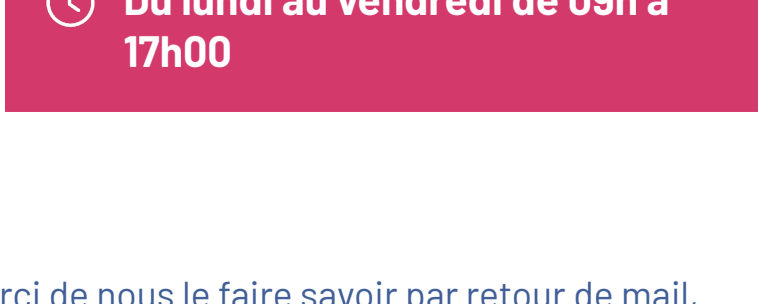 Du lundi au vendredi de 09h à
17h00
rci de nous le faire savoir par retour de mail.